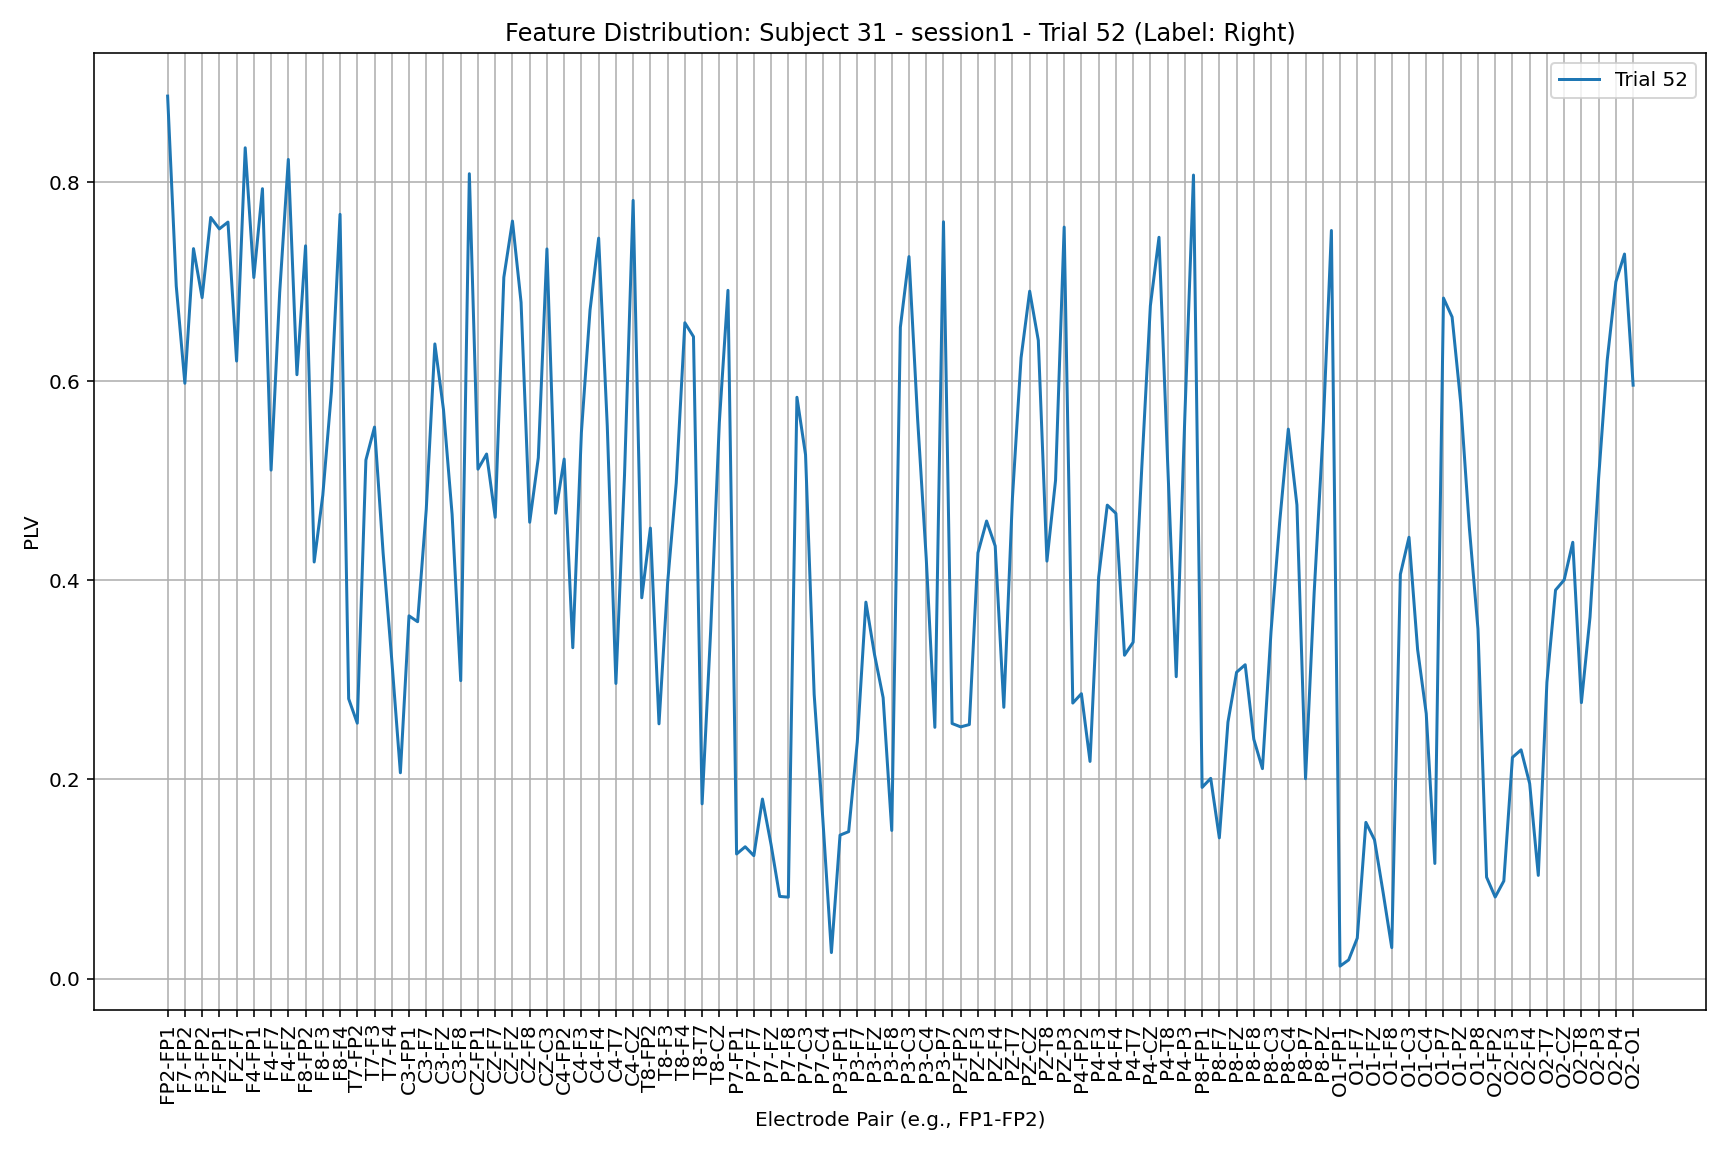 Feature Distribution: Subject 31 - session1 - Trial 52 (Label: Right)
Trial 52
PLV
0.8
0.6
0.4
0.2
0.0
FP2-FP1
F7-FP2
F3-FP2
FZ-FP1
FZ-F7
F4-FP1
F4-F7
F4-FZ
F8-FP2
F8-F3
F8-F4
T7-FP2
T7-F3
T7-F4
C3-FP1
C3-F7
C3-FZ
C3-F8
CZ-FP1
CZ-F7
CZ-FZ
CZ-F8
CZ-C3
C4-FP2
C4-F3
C4-F4
C4-T7
C4-CZ
T8-FP2
T8-F3
T8-F4
T8-T7
T8-CZ
P7-FP1
P7-F7
P7-FZ
P7-F8
P7-C3
P7-C4
P3-FP1
P3-F7
P3-FZ
P3-F8
P3-C3
P3-C4
P3-P7
PZ-FP2
PZ-F3
PZ-F4
PZ-T7
PZ-CZ
PZ-T8
PZ-P3
P4-FP2
P4-F3
P4-F4
P4-T7
P4-CZ
P4-T8
P4-P3
P8-FP1
P8-F7
P8-FZ
P8-F8
P8-C3
P8-C4
P8-P7
P8-PZ
O1-FP1
O1-F7
O1-FZ
O1-F8
O1-C3
O1-C4
O1-P7
O1-PZ
O1-P8
O2-FP2
O2-F3
O2-F4
O2-T7
O2-CZ
O2-T8
O2-P3
O2-P4
O2-O1
Electrode Pair (e.g., FP1-FP2)